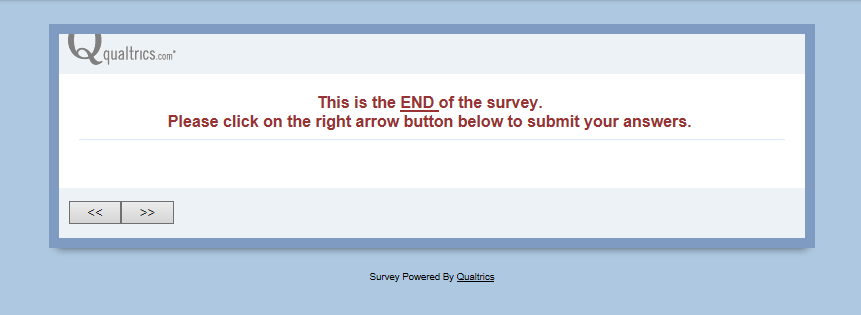 Qualtrics.com®
This is the END of the survey.
Please click on the right arrow button below to submit your answers.
<< >>
Survey Powered By Qualtrics